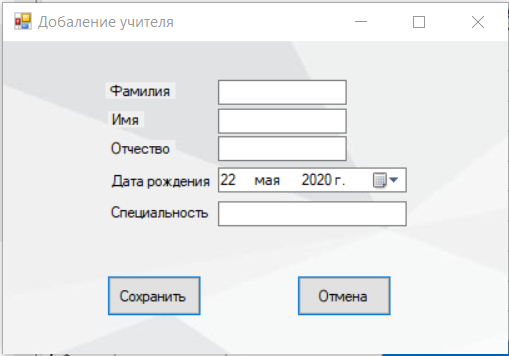 Добаление учителя
Фамилия
Имя
Отчество
Дата рождения 22 мая 2020 г.
Специальность
Сохранить Отмена